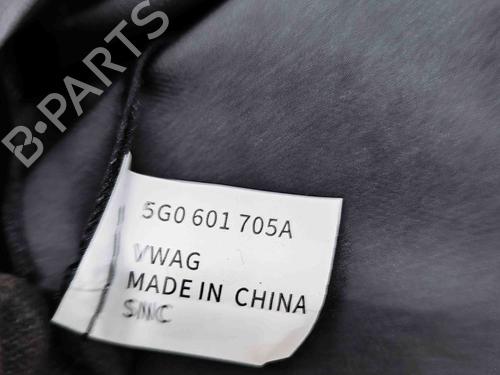 B·PARTS
5G0 601 705A
VWAG
MADE IN CHINA
SMC